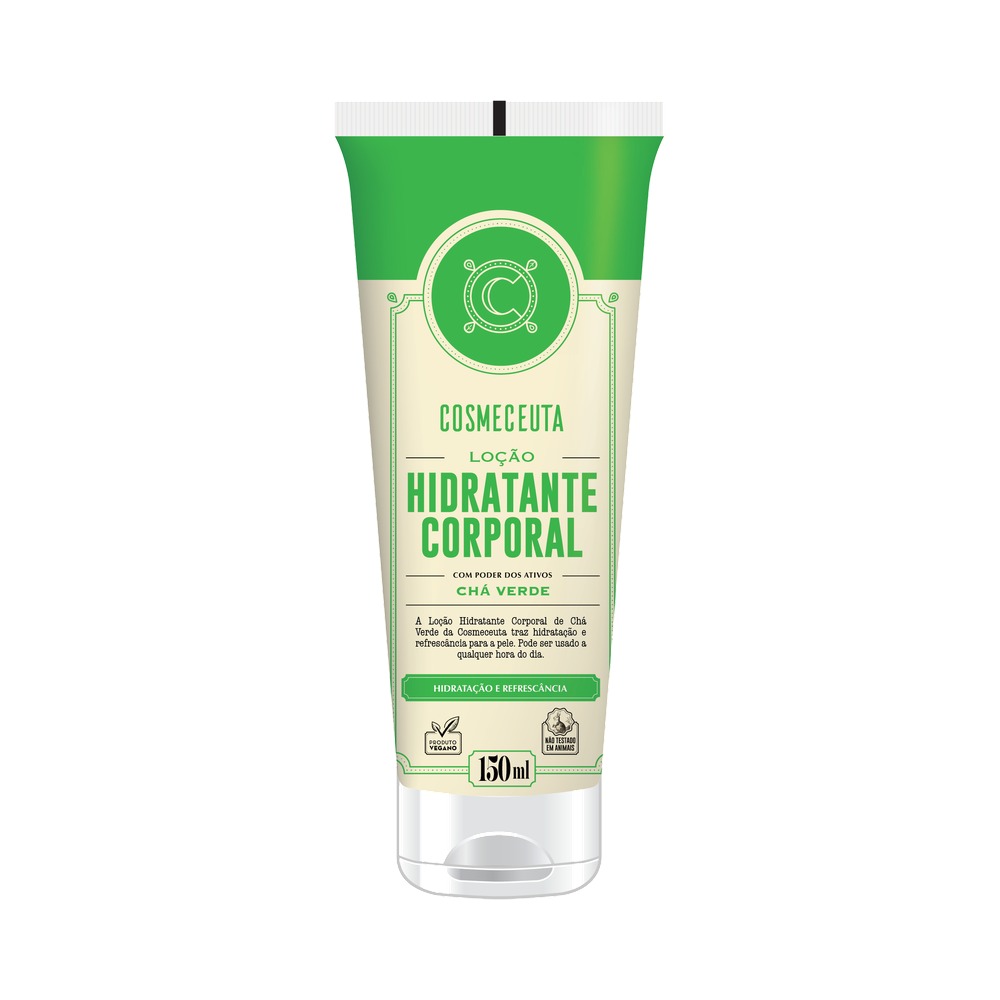 C
COSMECEUTA
LOÇÃO
HIDRATANTE
CORPORAL
COM PODER DOS ATIVOS
CHÁ VERDE
A Loção Hidratante Corporal de Chá
Verde da Cosmeceuta traz hidratação e
refrescância para a pele. Pode ser usado a
qualquer hora do dia.
HIDRATAÇÃO E REFRESCÂNCIA
PRODUTO
VEGANO
NÃO TESTADO
EM ANIMAIS
150ml